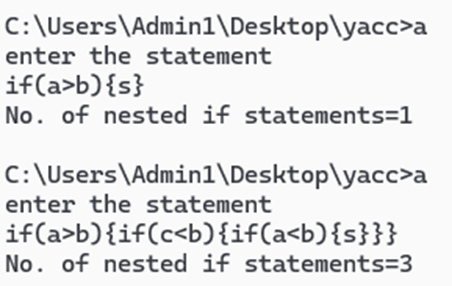 C:\Users\Admin1\Desktop\yacc>a
enter the statement
if(a>b){s}
No. of nested if statements=1
C:\Users\Admin1\Desktop\yacc>a
enter the statement
if(a>b){if(c<b){if(a<b){s}}}
No. of nested if statements=3